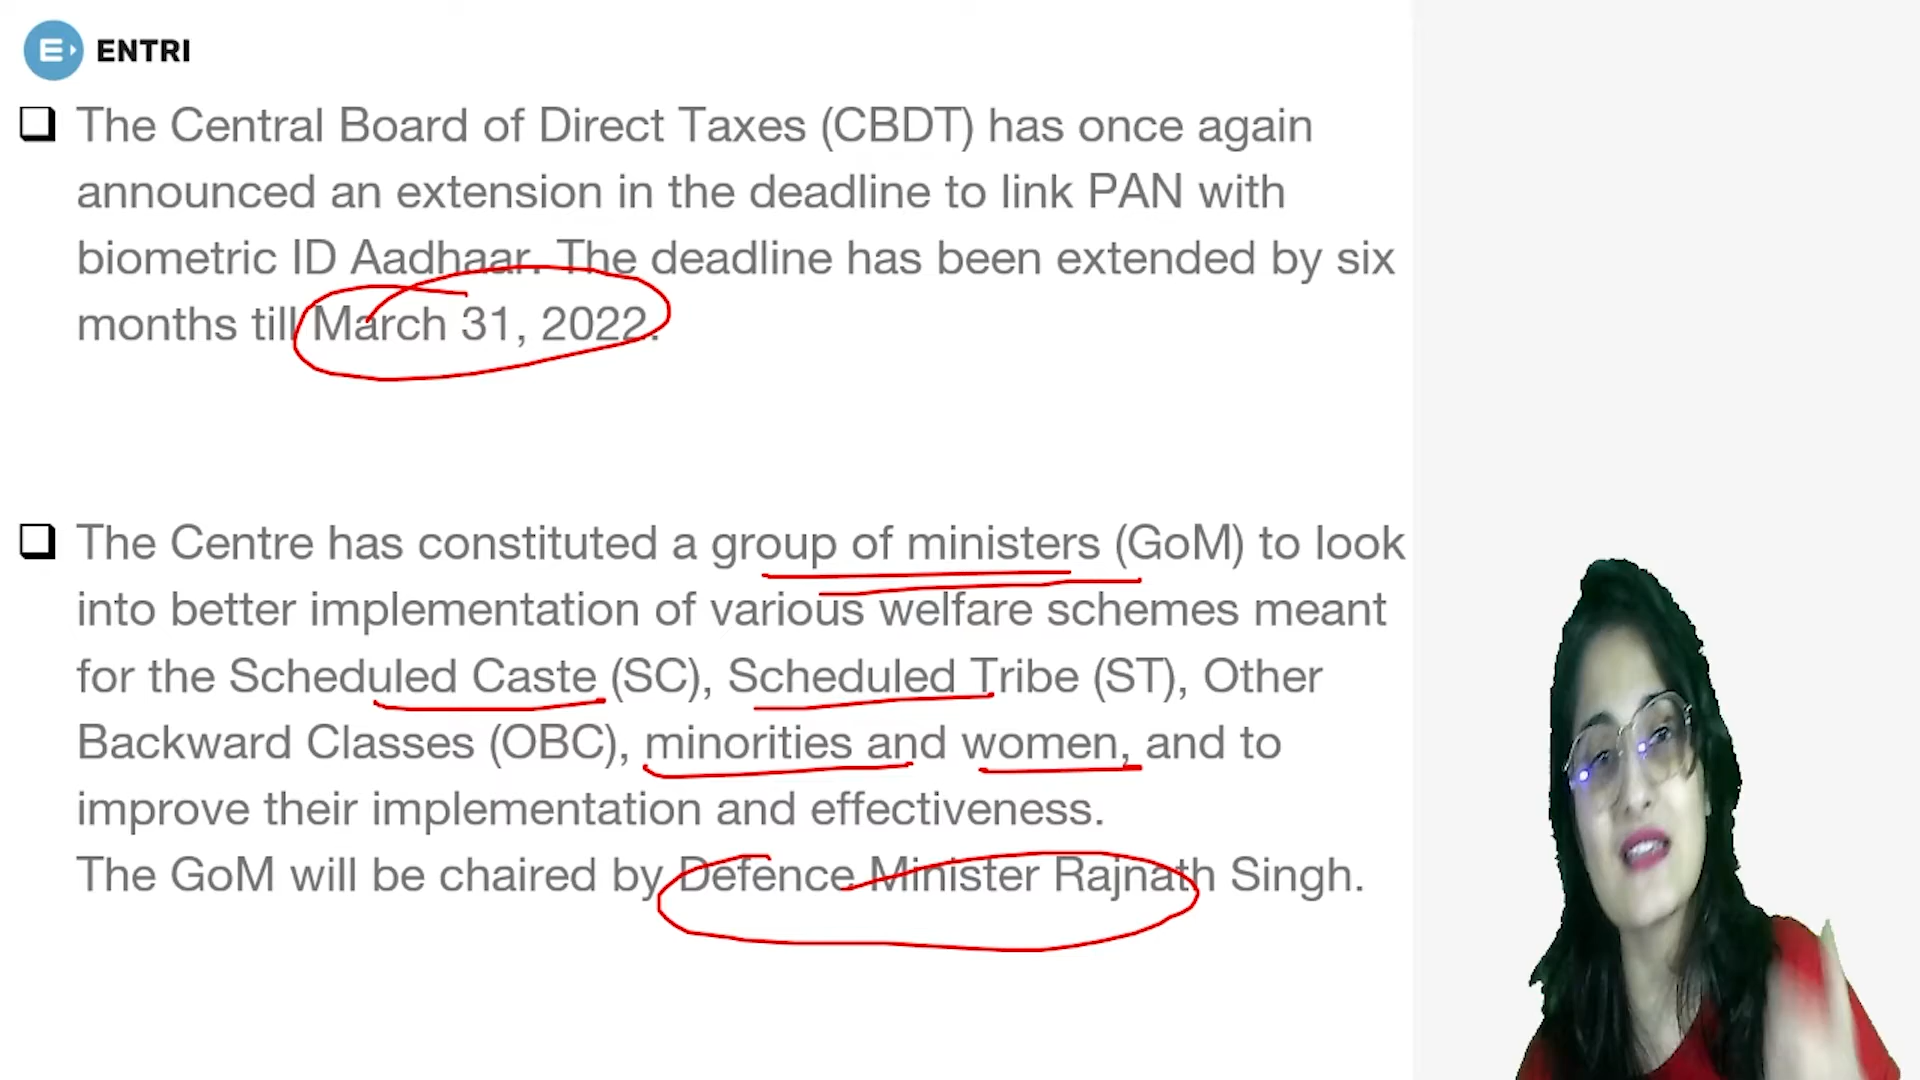 ENTRI
The Central Board of Direct Taxes (CBDT) has once again
announced an extension in the deadline to link PAN with
biometric ID Aadhaar. The deadline has been extended by six
months till March 31, 2022.
The Centre has constituted a group of ministers (GoM) to look
into better implementation of various welfare schemes meant
for the Scheduled Caste (SC), Scheduled Tribe (ST), Other
Backward Classes (OBC), minorities and women, and to
improve their implementation and effectiveness.
The GoM will be chaired by Defence Minister Rajnath Singh.